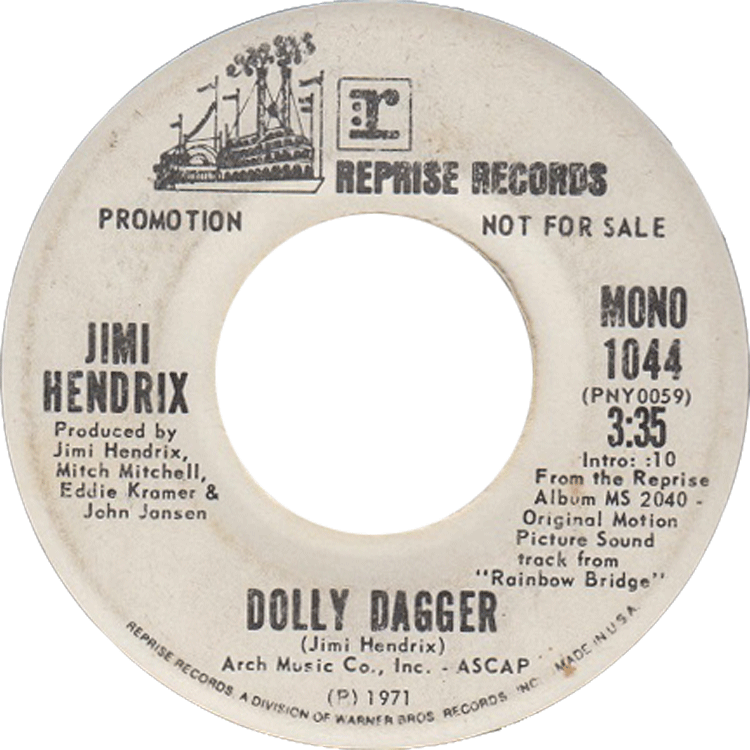 r
REPRISE RECORDS
PROMOTION
NOT FOR SALE
JIMI
HENDRIX
Produced by
Jimi Hendrix,
Mitch Mitchell,
Eddie Kramer &
John Jansen
MONO
1044
(PNY0059)
3:35
Intro: :10
From the Reprise
Album MS 2040 -
Original Motion
Picture Sound
track from
"Rainbow Bridge"
DOLLY DAGGER
(Jimi Hendrix)
Arch Music Co., Inc. - ASCAP
(P) 1971
REPRISE RECORDS, A DIVISION OF WARNER BROS. RECORDS, INC. MADE IN U.S.A.